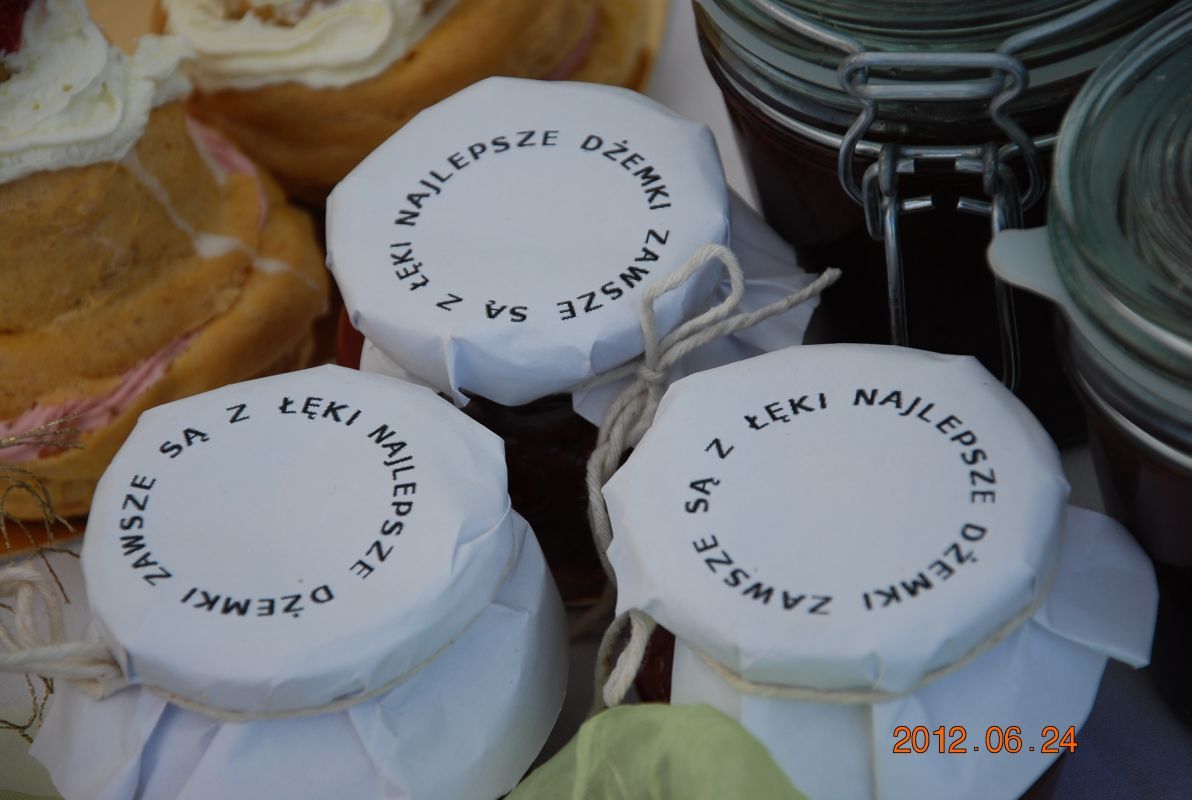 NAJLEPSZE DŻEMKI ZAWSZE SĄ Z ŁĘKI
NAJLEPSZE DŻEMKI ZAWSZE SĄ Z ŁĘKI
NAJLEPSZE DŻEMKI ZAWSZE SĄ Z ŁĘKI
2012.06.24